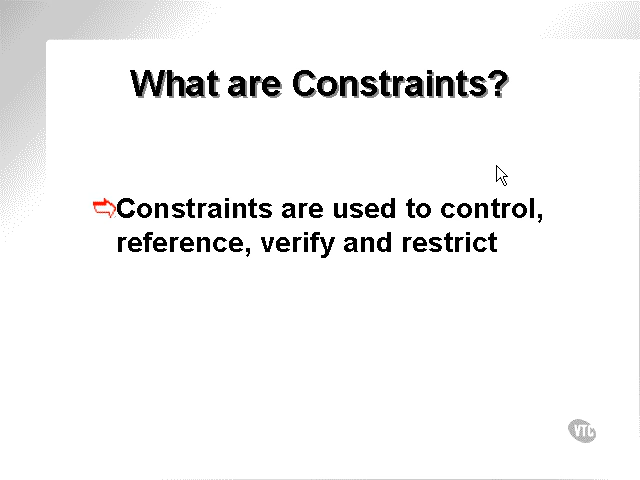 What are Constraints?
Constraints are used to control,
reference, verify and restrict
VTC